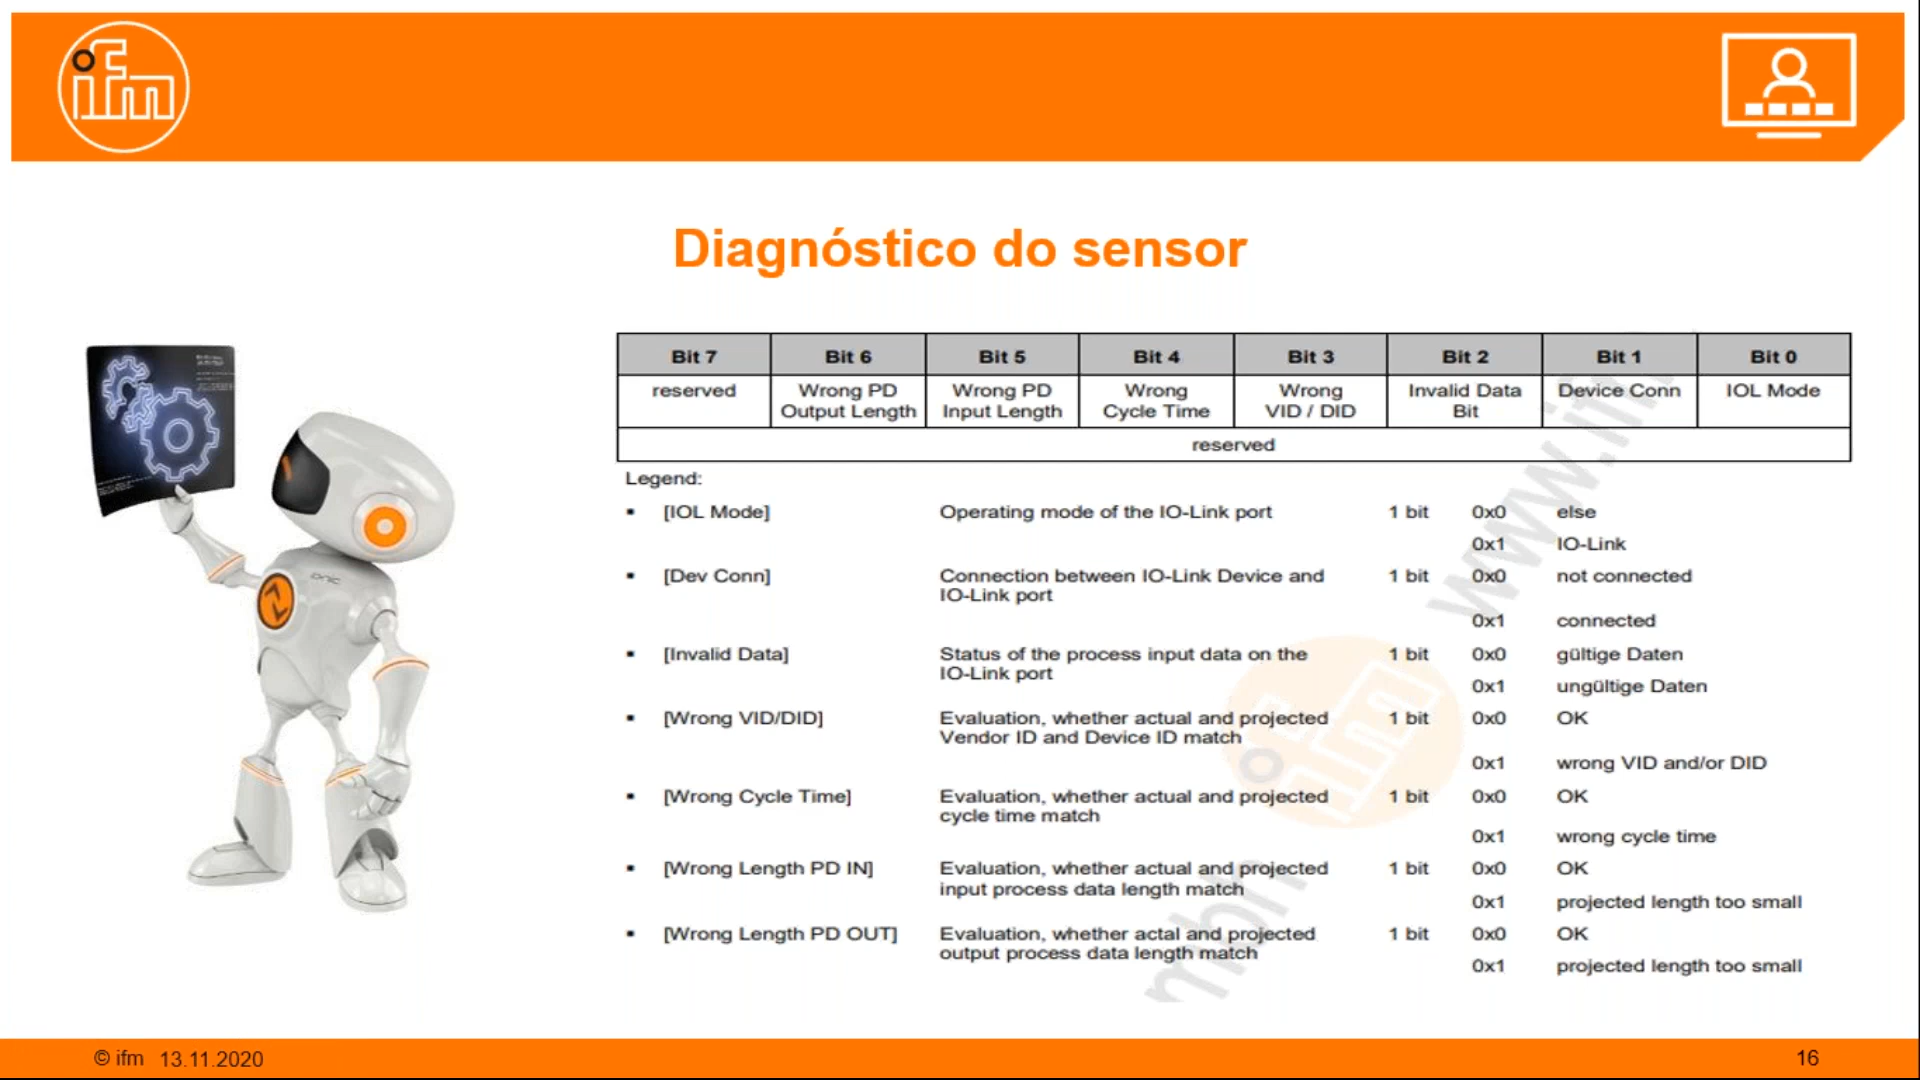 ifm
Diagnóstico do sensor
Bit 7 Bit 6 Bit 5 Bit 4 Bit 3 Bit 2 Bit 1 Bit 0
reserved Wrong PD Wrong PD Wrong Wrong Invalid Data Device Conn IOL Mode
Output Length Input Length Cycle Time VID / DID Bit
reserved
Legend:
▪ [IOL Mode] Operating mode of the IO-Link port 1 bit 0x0 else
0x1 IO-Link
▪ [Dev Conn] Connection between IO-Link Device and 1 bit 0x0 not connected
IO-Link port
0x1 connected
▪ [Invalid Data] Status of the process input data on the 1 bit 0x0 gültige Daten
IO-Link port
0x1 ungültige Daten
▪ [Wrong VID/DID] Evaluation, whether actual and projected 1 bit 0x0 OK
Vendor ID and Device ID match
0x1 wrong VID and/or DID
▪ [Wrong Cycle Time] Evaluation, whether actual and projected 1 bit 0x0 OK
cycle time match
0x1 wrong cycle time
▪ [Wrong Length PD IN] Evaluation, whether actual and projected 1 bit 0x0 OK
input process data length match
0x1 projected length too small
▪ [Wrong Length PD OUT] Evaluation, whether actal and projected 1 bit 0x0 OK
output process data length match
0x1 projected length too small
© ifm 13.11.2020
16